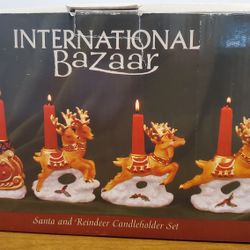 INTERNATIONAL
Bazaar
Santa and Reindeer Candleholder Set